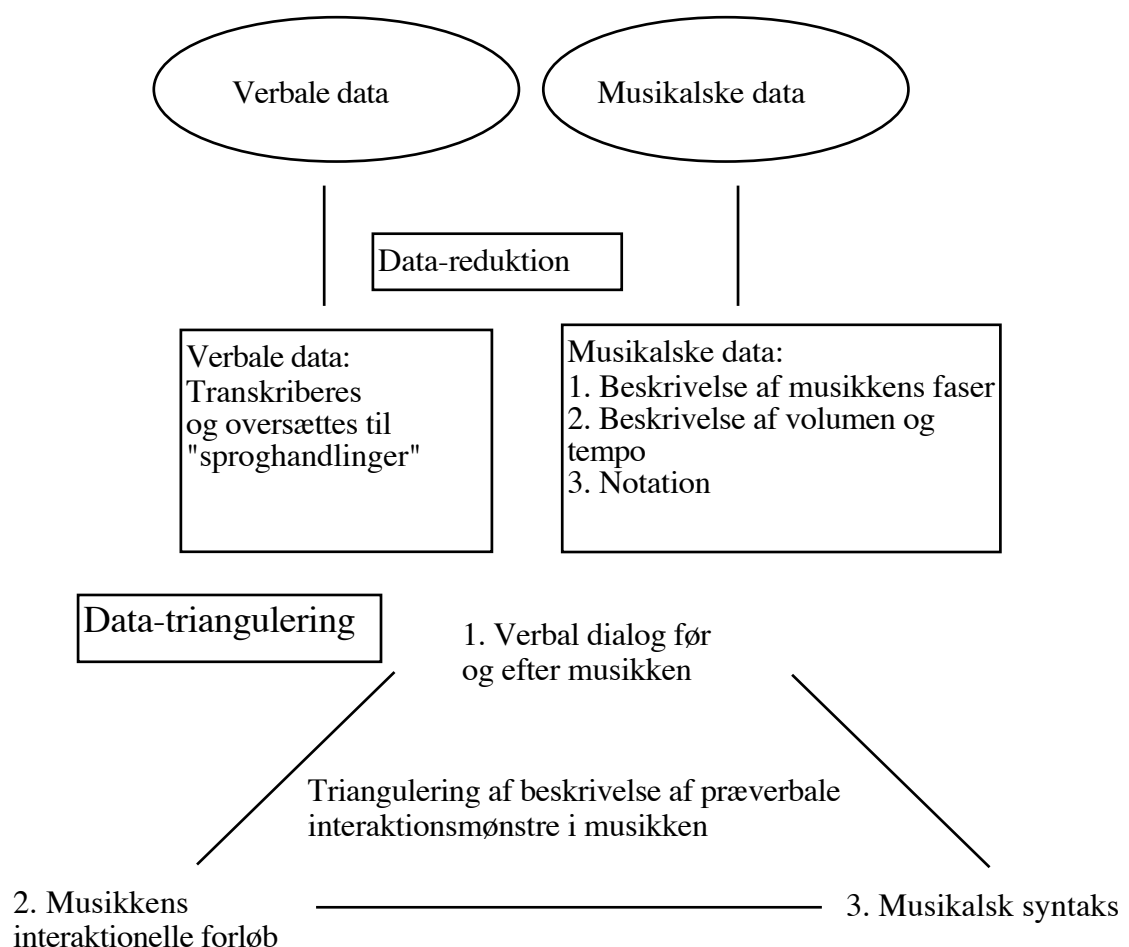 Verbale data
Musikalske data
Data-reduktion
Verbale data:
Transkriberes
og oversættes til
"sproghandlinger"
Musikalske data:
1. Beskrivelse af musikkens faser
2. Beskrivelse af volumen og
tempo
3. Notation
Data-triangulering
1. Verbal dialog før
og efter musikken
Triangulering af beskrivelse af præverbale
interaktionsmønstre i musikken
2. Musikkens
interaktionelle forløb
3. Musikalsk syntaks